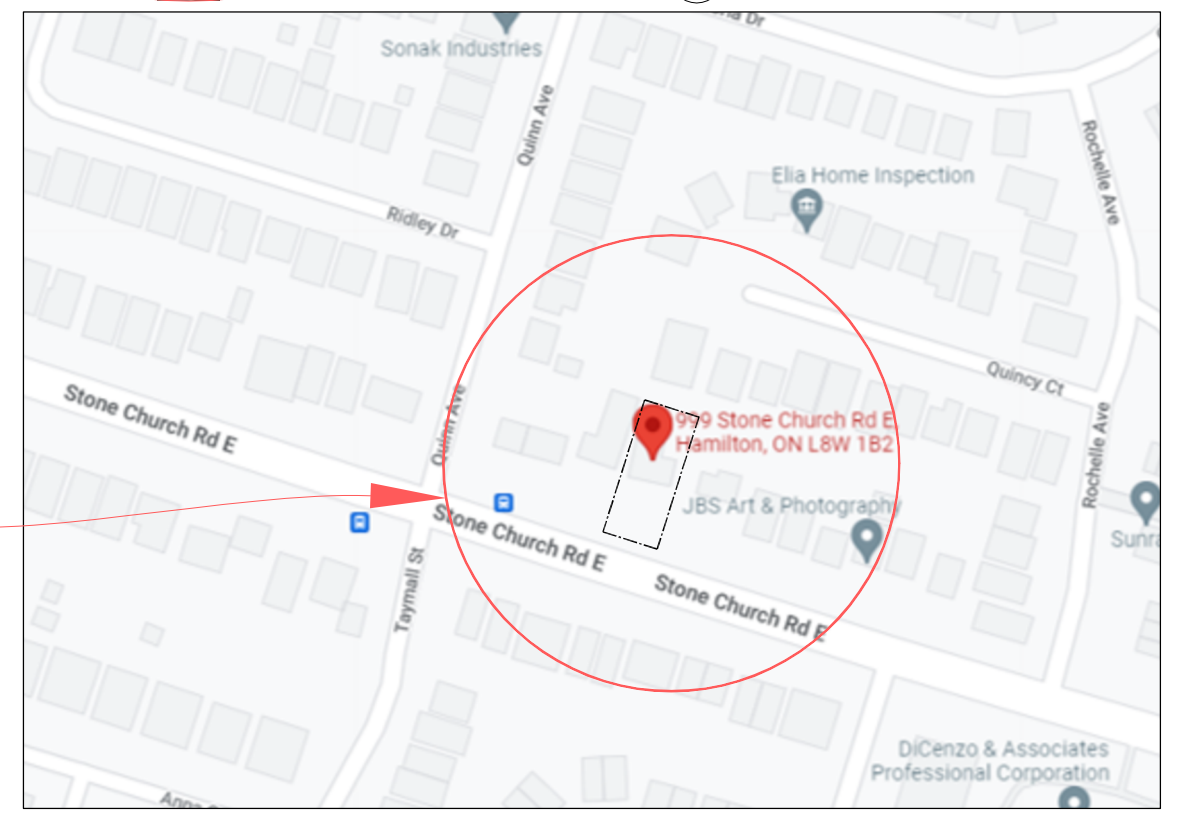 Sonak Industries
Quinn Ave
Elia Home Inspection
Rochelle Ave
Ridley Dr
Quincy Ct
Stone Church Rd E
Quinn Ave
999 Stone Church Rd E
Hamilton, ON L8W 1B2
Rochelle Ave
JBS Art & Photography
Stone Church Rd E
Taymall St
Stone Church Rd E
DiCenzo & Associates
Professional Corporation